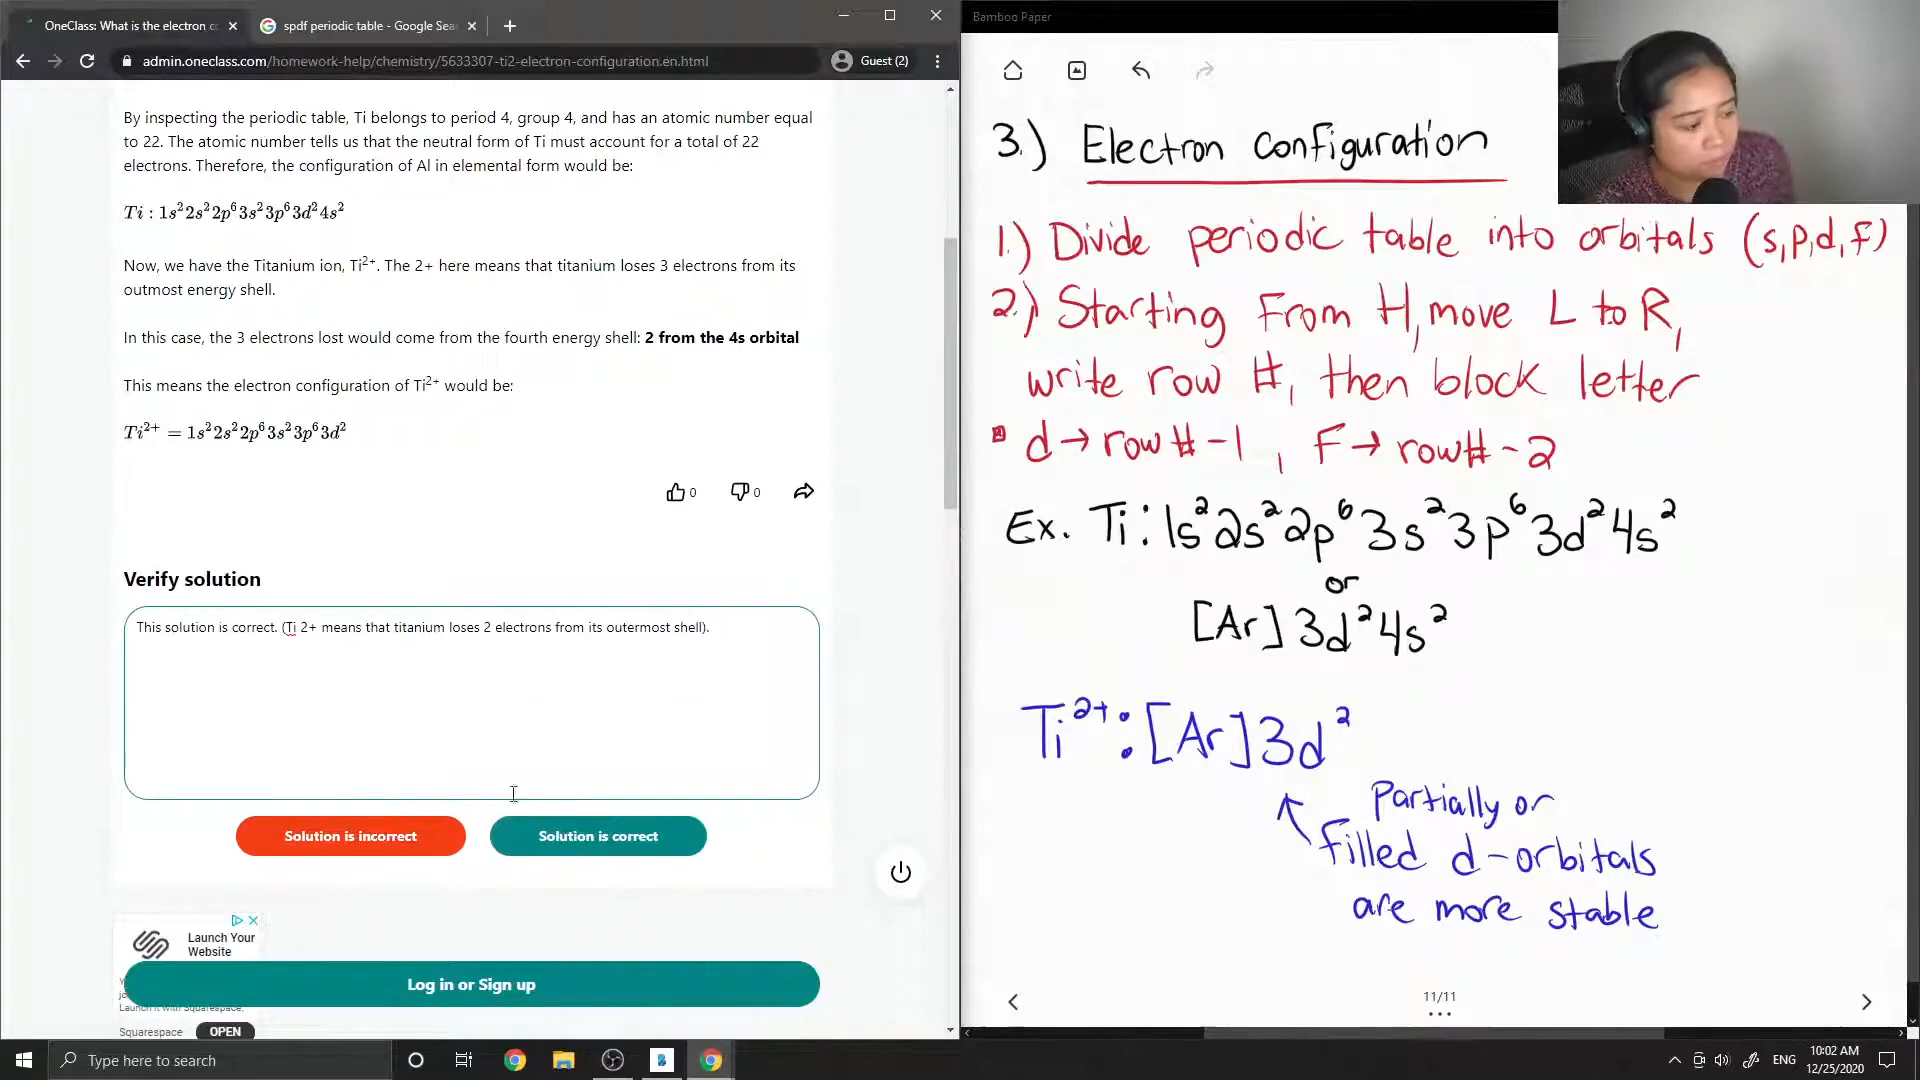 OneClass: What is the electron c
spdf periodic table - Google Sea
admin.oneclass.com/homework-help/chemistry/5633307-ti2-electron-configuration.en.html
Guest (2)
By inspecting the periodic table, Ti belongs to period 4, group 4, and has an atomic number equal
to 22. The atomic number tells us that the neutral form of Ti must account for a total of 22
electrons. Therefore, the configuration of Al in elemental form would be:
Ti : 1s²2s²2p⁶3s²3p⁶3d²4s²
Now, we have the Titanium ion, Ti²⁺. The 2+ here means that titanium loses 3 electrons from its
outmost energy shell.
In this case, the 3 electrons lost would come from the fourth energy shell: 2 from the 4s orbital
This means the electron configuration of Ti²⁺ would be:
Ti²⁺ = 1s²2s²2p⁶3s²3p⁶3d²
0
0
Verify solution
This solution is correct. (Ti 2+ means that titanium loses 2 electrons from its outermost shell).
Solution is incorrect
Solution is correct
Launch Your
Website
Log in or Sign up
Launch it with Squarespace.
Squarespace
OPEN
Bamboo Paper
3.) Electron Configuration
1.) Divide periodic table into orbitals (s,p,d,f)
2.) Starting from H, move L to R,
write row #, then block letter
d → row # -1, F → row# - 2
Ex. Ti: 1s²2s²2p⁶3s²3p⁶3d²4s²
or
[Ar] 3d²4s²
Ti²⁺: [Ar] 3d²
Partially or
filled d-orbitals
are more stable
11/11
Type here to search
ENG
10:02 AM
12/25/2020